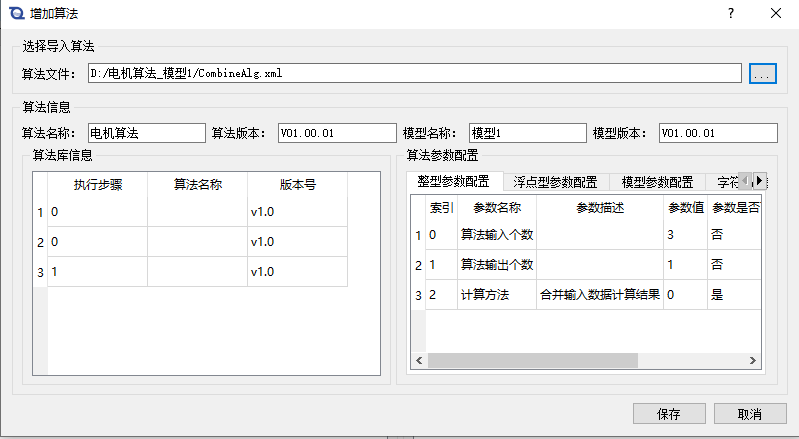 增加算法
选择导入算法
算法文件： D:/电机算法_模型1/CombineAlg.xml ...
算法信息
算法名称： 电机算法 算法版本： V01.00.01 模型名称： 模型1 模型版本： V01.00.01
算法库信息
执行步骤 算法名称 版本号
1 0 v1.0
2 0 v1.0
3 1 v1.0
算法参数配置
整型参数配置 浮点型参数配置 模型参数配置 字符
索引 参数名称 参数描述 参数值 参数是否
1 0 算法输入个数 3 否
2 1 算法输出个数 1 否
3 2 计算方法 合并输入数据计算结果 0 是
保存 取消